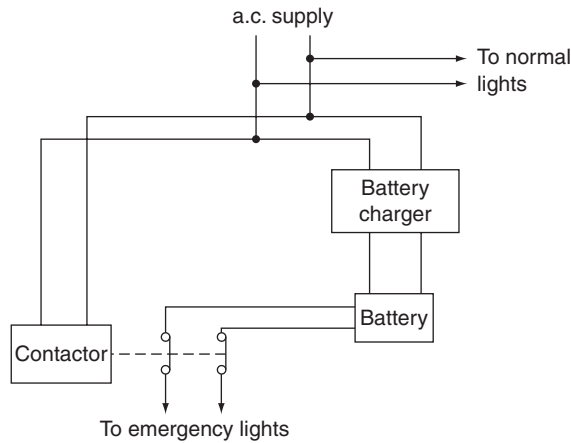 a.c. supply
To normal
lights
Battery
charger
Battery
Contactor
To emergency lights